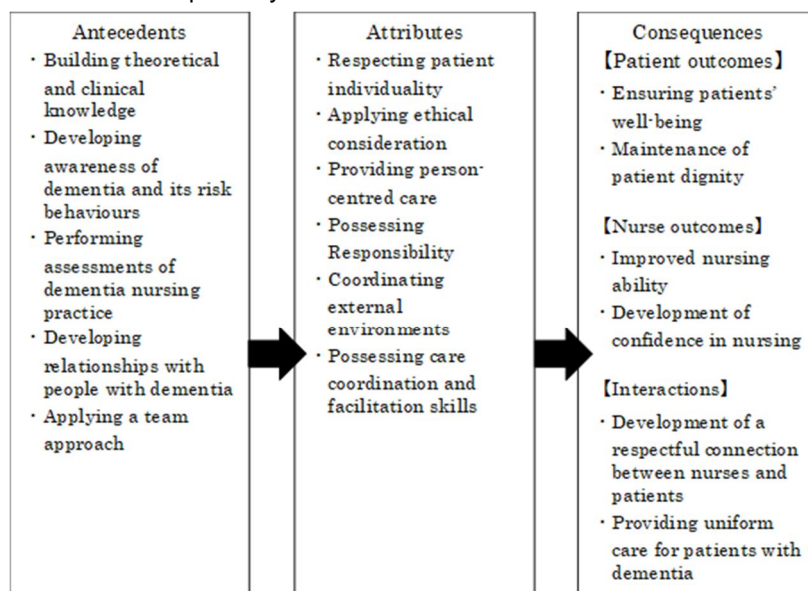 Antecedents
· Building theoretical
and clinical
knowledge
· Developing
awareness of
dementia and its risk
behaviours
· Performing
assessments of
dementia nursing
practice
· Developing
relationships with
people with dementia
· Applying a team
approach
Attributes
· Respecting patient
individuality
· Applying ethical
consideration
· Providing person-
centred care
· Possessing
Responsibility
· Coordinating
external
environments
· Possessing care
coordination and
facilitation skills
Consequences
【Patient outcomes】
· Ensuring patients'
well-being
· Maintenance of
patient dignity
【Nurse outcomes】
· Improved nursing
ability
· Development of
confidence in nursing
【Interactions】
· Development of a
respectful connection
between nurses and
patients
· Providing uniform
care for patients with
dementia